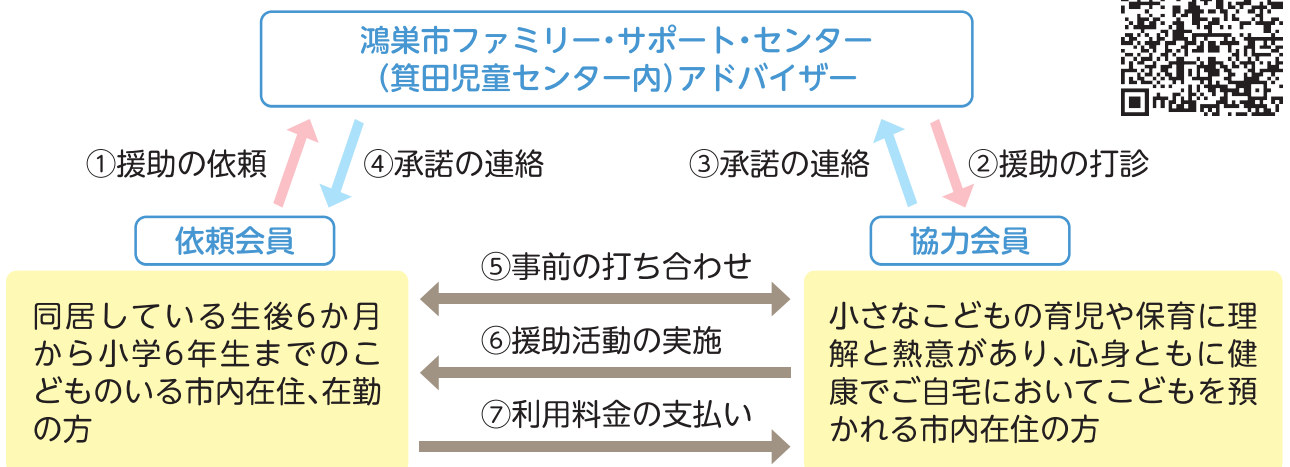 鴻巣市ファミリー・サポート・センター
(箕田児童センター内)アドバイザー
①援助の依頼
④承諾の連絡
③承諾の連絡
②援助の打診
依頼会員
協力会員
⑤事前の打ち合わせ
⑥援助活動の実施
⑦利用料金の支払い
同居している生後6か月
から小学6年生までのこ
どものいる市内在住、在勤
の方
小さなこどもの育児や保育に理
解と熱意があり、心身ともに健
康でご自宅においてこどもを預
かれる市内在住の方